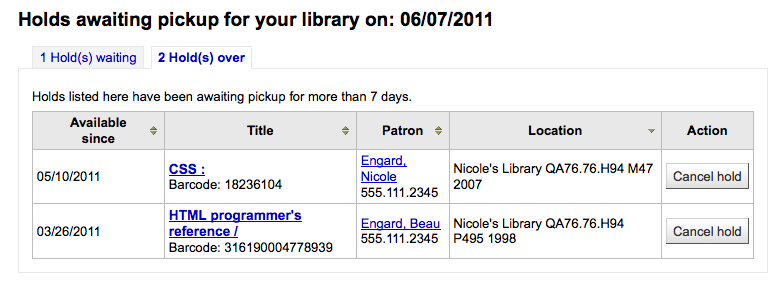 Holds awaiting pickup for your library on: 06/07/2011
1 Hold(s) waiting
2 Hold(s) over
Holds listed here have been awaiting pickup for more than 7 days.
Available
since
Title
Patron
Location
Action
05/10/2011
CSS :
Barcode: 18236104
Engard,
Nicole
555.111.2345
Nicole's Library QA76.76.H94 M47
2007
Cancel hold
03/26/2011
HTML programmer's
reference /
Barcode: 316190004778939
Engard, Beau
555.111.2345
Nicole's Library QA76.76.H94
P495 1998
Cancel hold